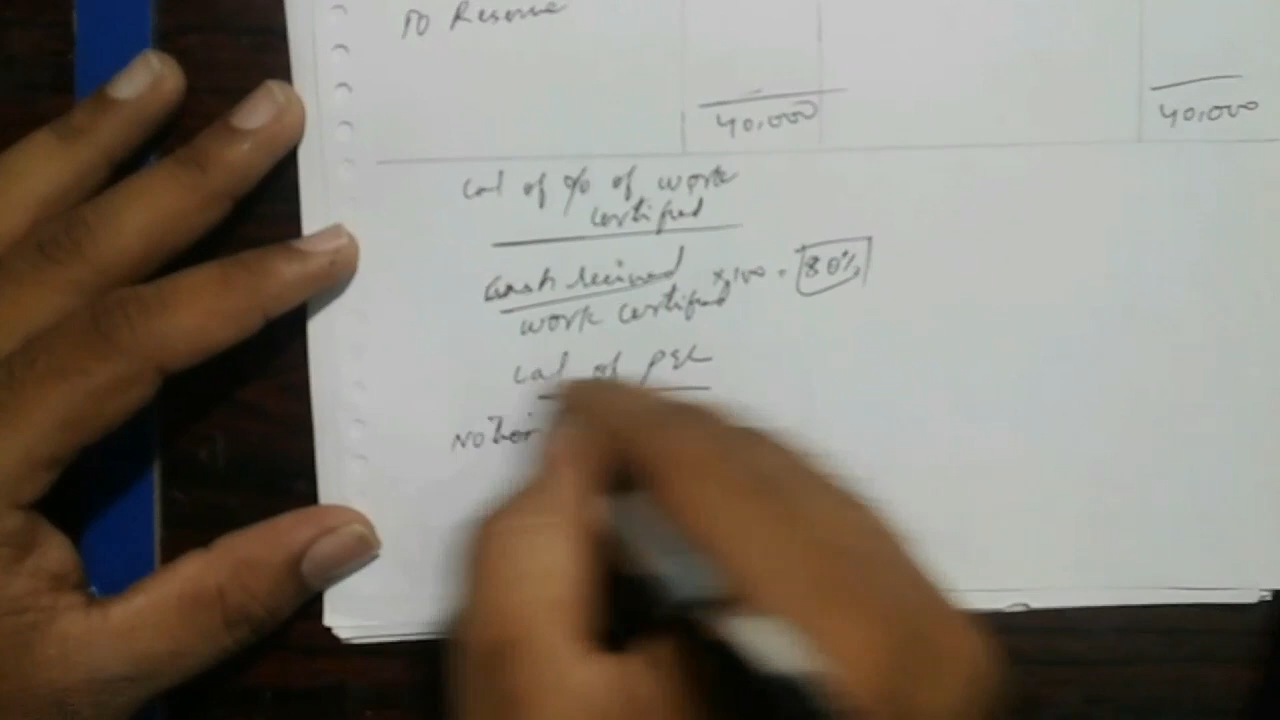 To Reserve
40,000 40,000
Cal of % of work
certified
Cash received
work certified x 100 = 80%
Cal of P&L
Notion